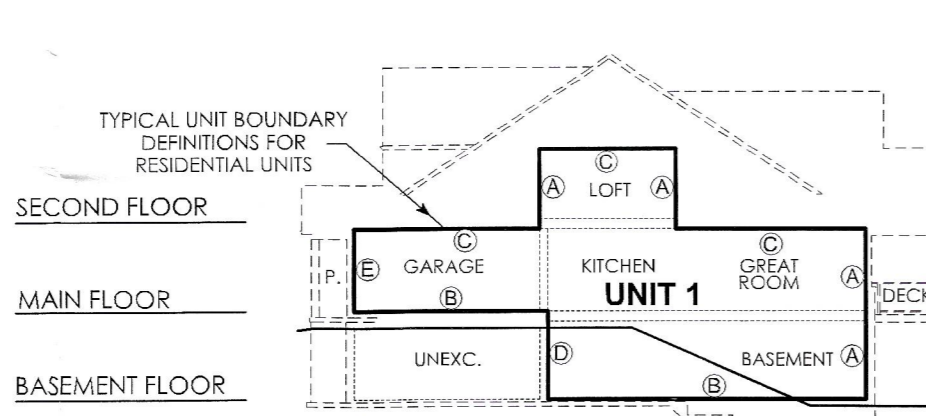 TYPICAL UNIT BOUNDARY
DEFINITIONS FOR
RESIDENTIAL UNITS
C
A LOFT A
SECOND FLOOR
C C
P. E GARAGE KITCHEN GREAT
ROOM A
MAIN FLOOR B UNIT 1 DECK
UNEXC. D BASEMENT A
BASEMENT FLOOR B